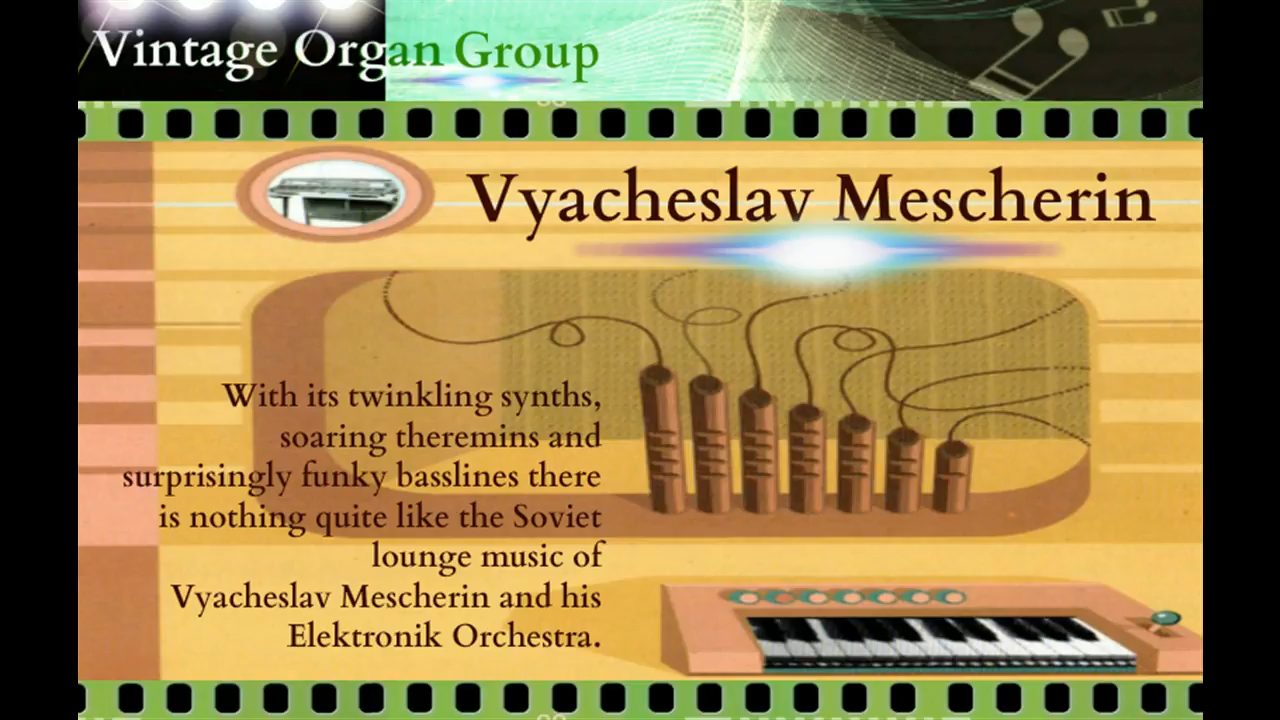 Vintage Organ Group
Vyacheslav Mescherin
With its twinkling synths,
soaring theremins and
surprisingly funky basslines there
is nothing quite like the Soviet
lounge music of
Vyacheslav Mescherin and his
Elektronik Orchestra.